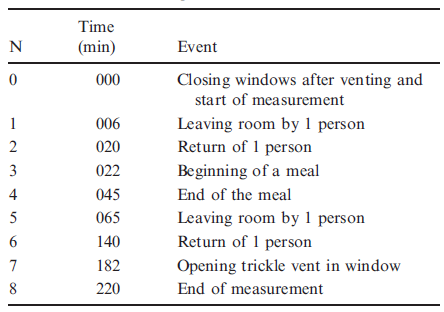 Time
N (min) Event
0 000 Closing windows after venting and
start of measurement
1 006 Leaving room by 1 person
2 020 Return of 1 person
3 022 Beginning of a meal
4 045 End of the meal
5 065 Leaving room by 1 person
6 140 Return of 1 person
7 182 Opening trickle vent in window
8 220 End of measurement